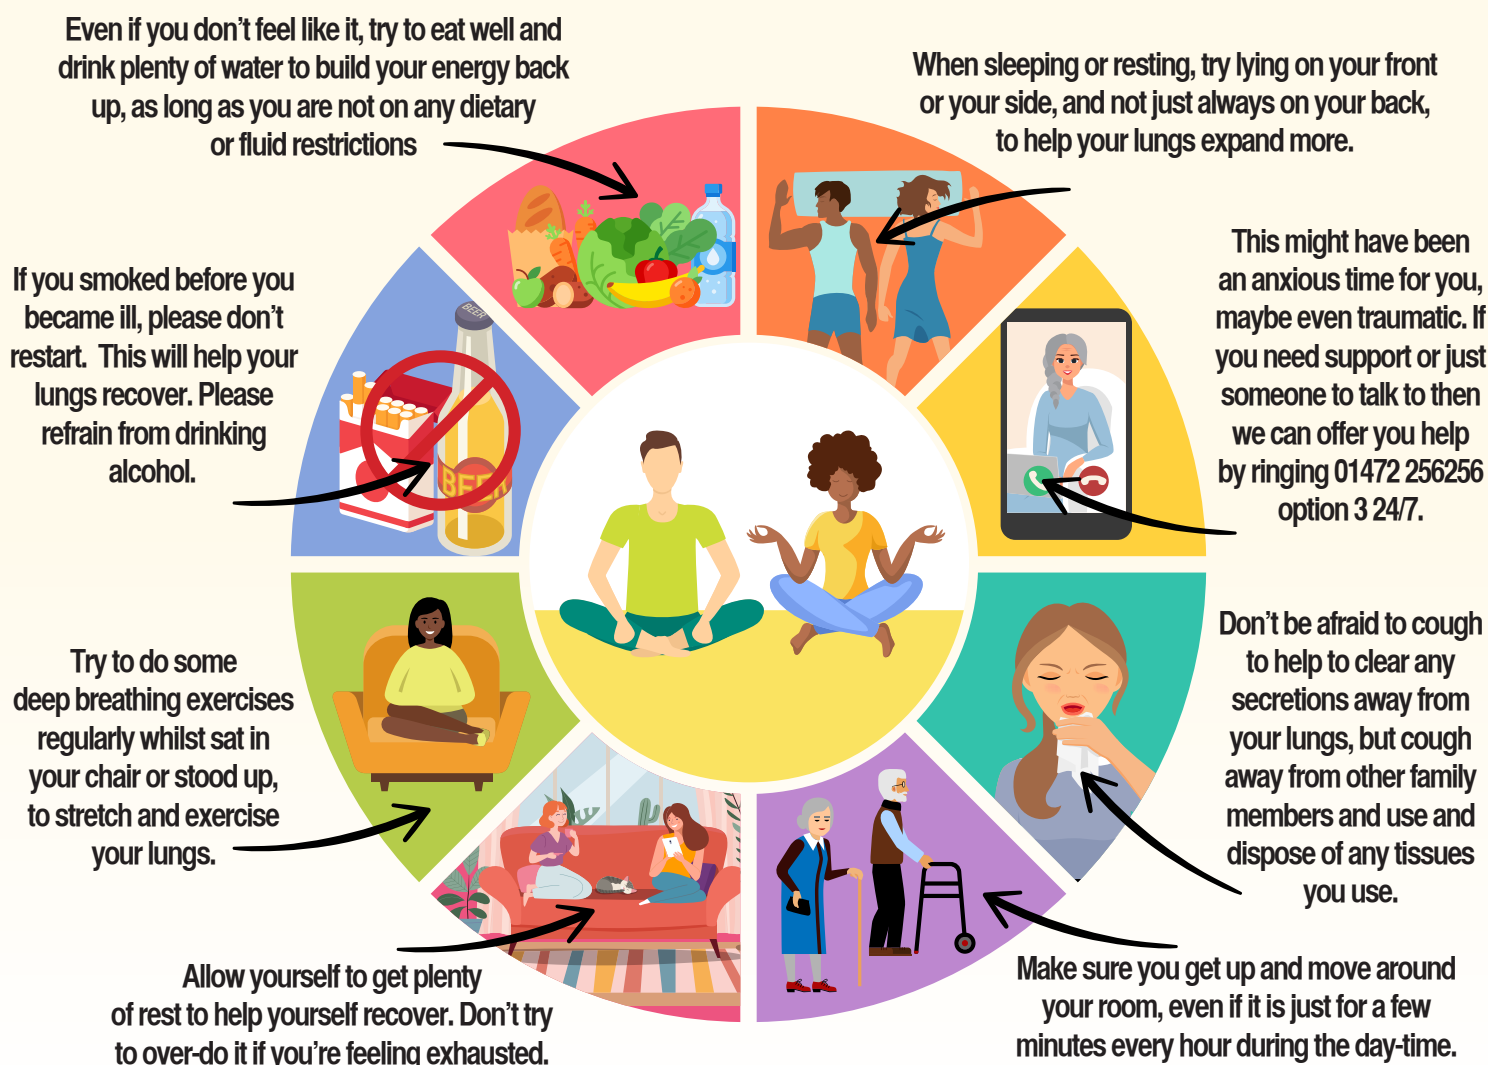 Even if you don't feel like it, try to eat well and
drink plenty of water to build your energy back
up, as long as you are not on any dietary
or fluid restrictions
When sleeping or resting, try lying on your front
or your side, and not just always on your back,
to help your lungs expand more.
This might have been
an anxious time for you,
maybe even traumatic. If
you need support or just
someone to talk to then
we can offer you help
by ringing 01472 256256
option 3 24/7.
Don't be afraid to cough
to help to clear any
secretions away from
your lungs, but cough
away from other family
members and use and
dispose of any tissues
you use.
Make sure you get up and move around
your room, even if it is just for a few
minutes every hour during the day-time.
Allow yourself to get plenty
of rest to help yourself recover. Don't try
to over-do it if you're feeling exhausted.
Try to do some
deep breathing exercises
regularly whilst sat in
your chair or stood up,
to stretch and exercise
your lungs.
If you smoked before you
became ill, please don't
restart.  This will help your
lungs recover. Please
refrain from drinking
alcohol.
BEER
BEER